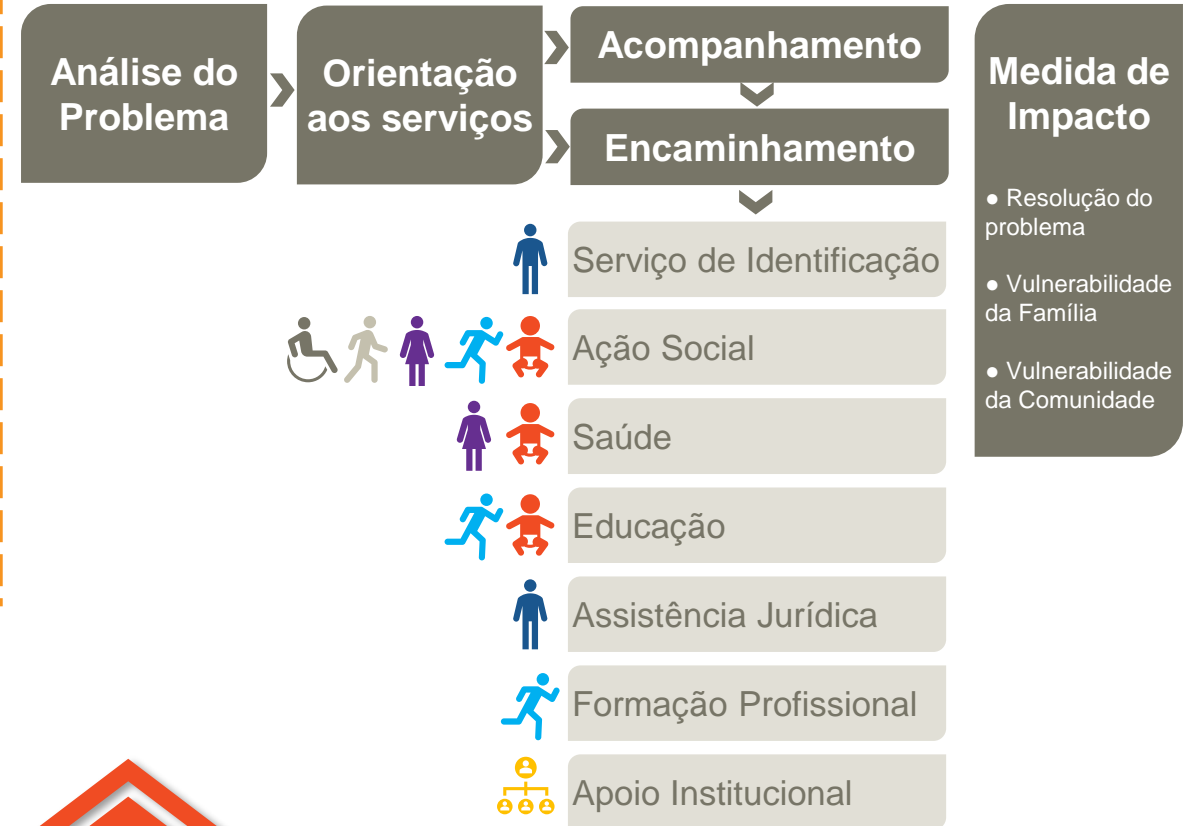 Análise do
Problema
Orientação
aos serviços
Acompanhamento
Encaminhamento
Serviço de Identificação
Ação Social
Saúde
Educação
Assistência Jurídica
Formação Profissional
Apoio Institucional
Medida de
Impacto
● Resolução do
problema
● Vulnerabilidade
da Família
● Vulnerabilidade
da Comunidade